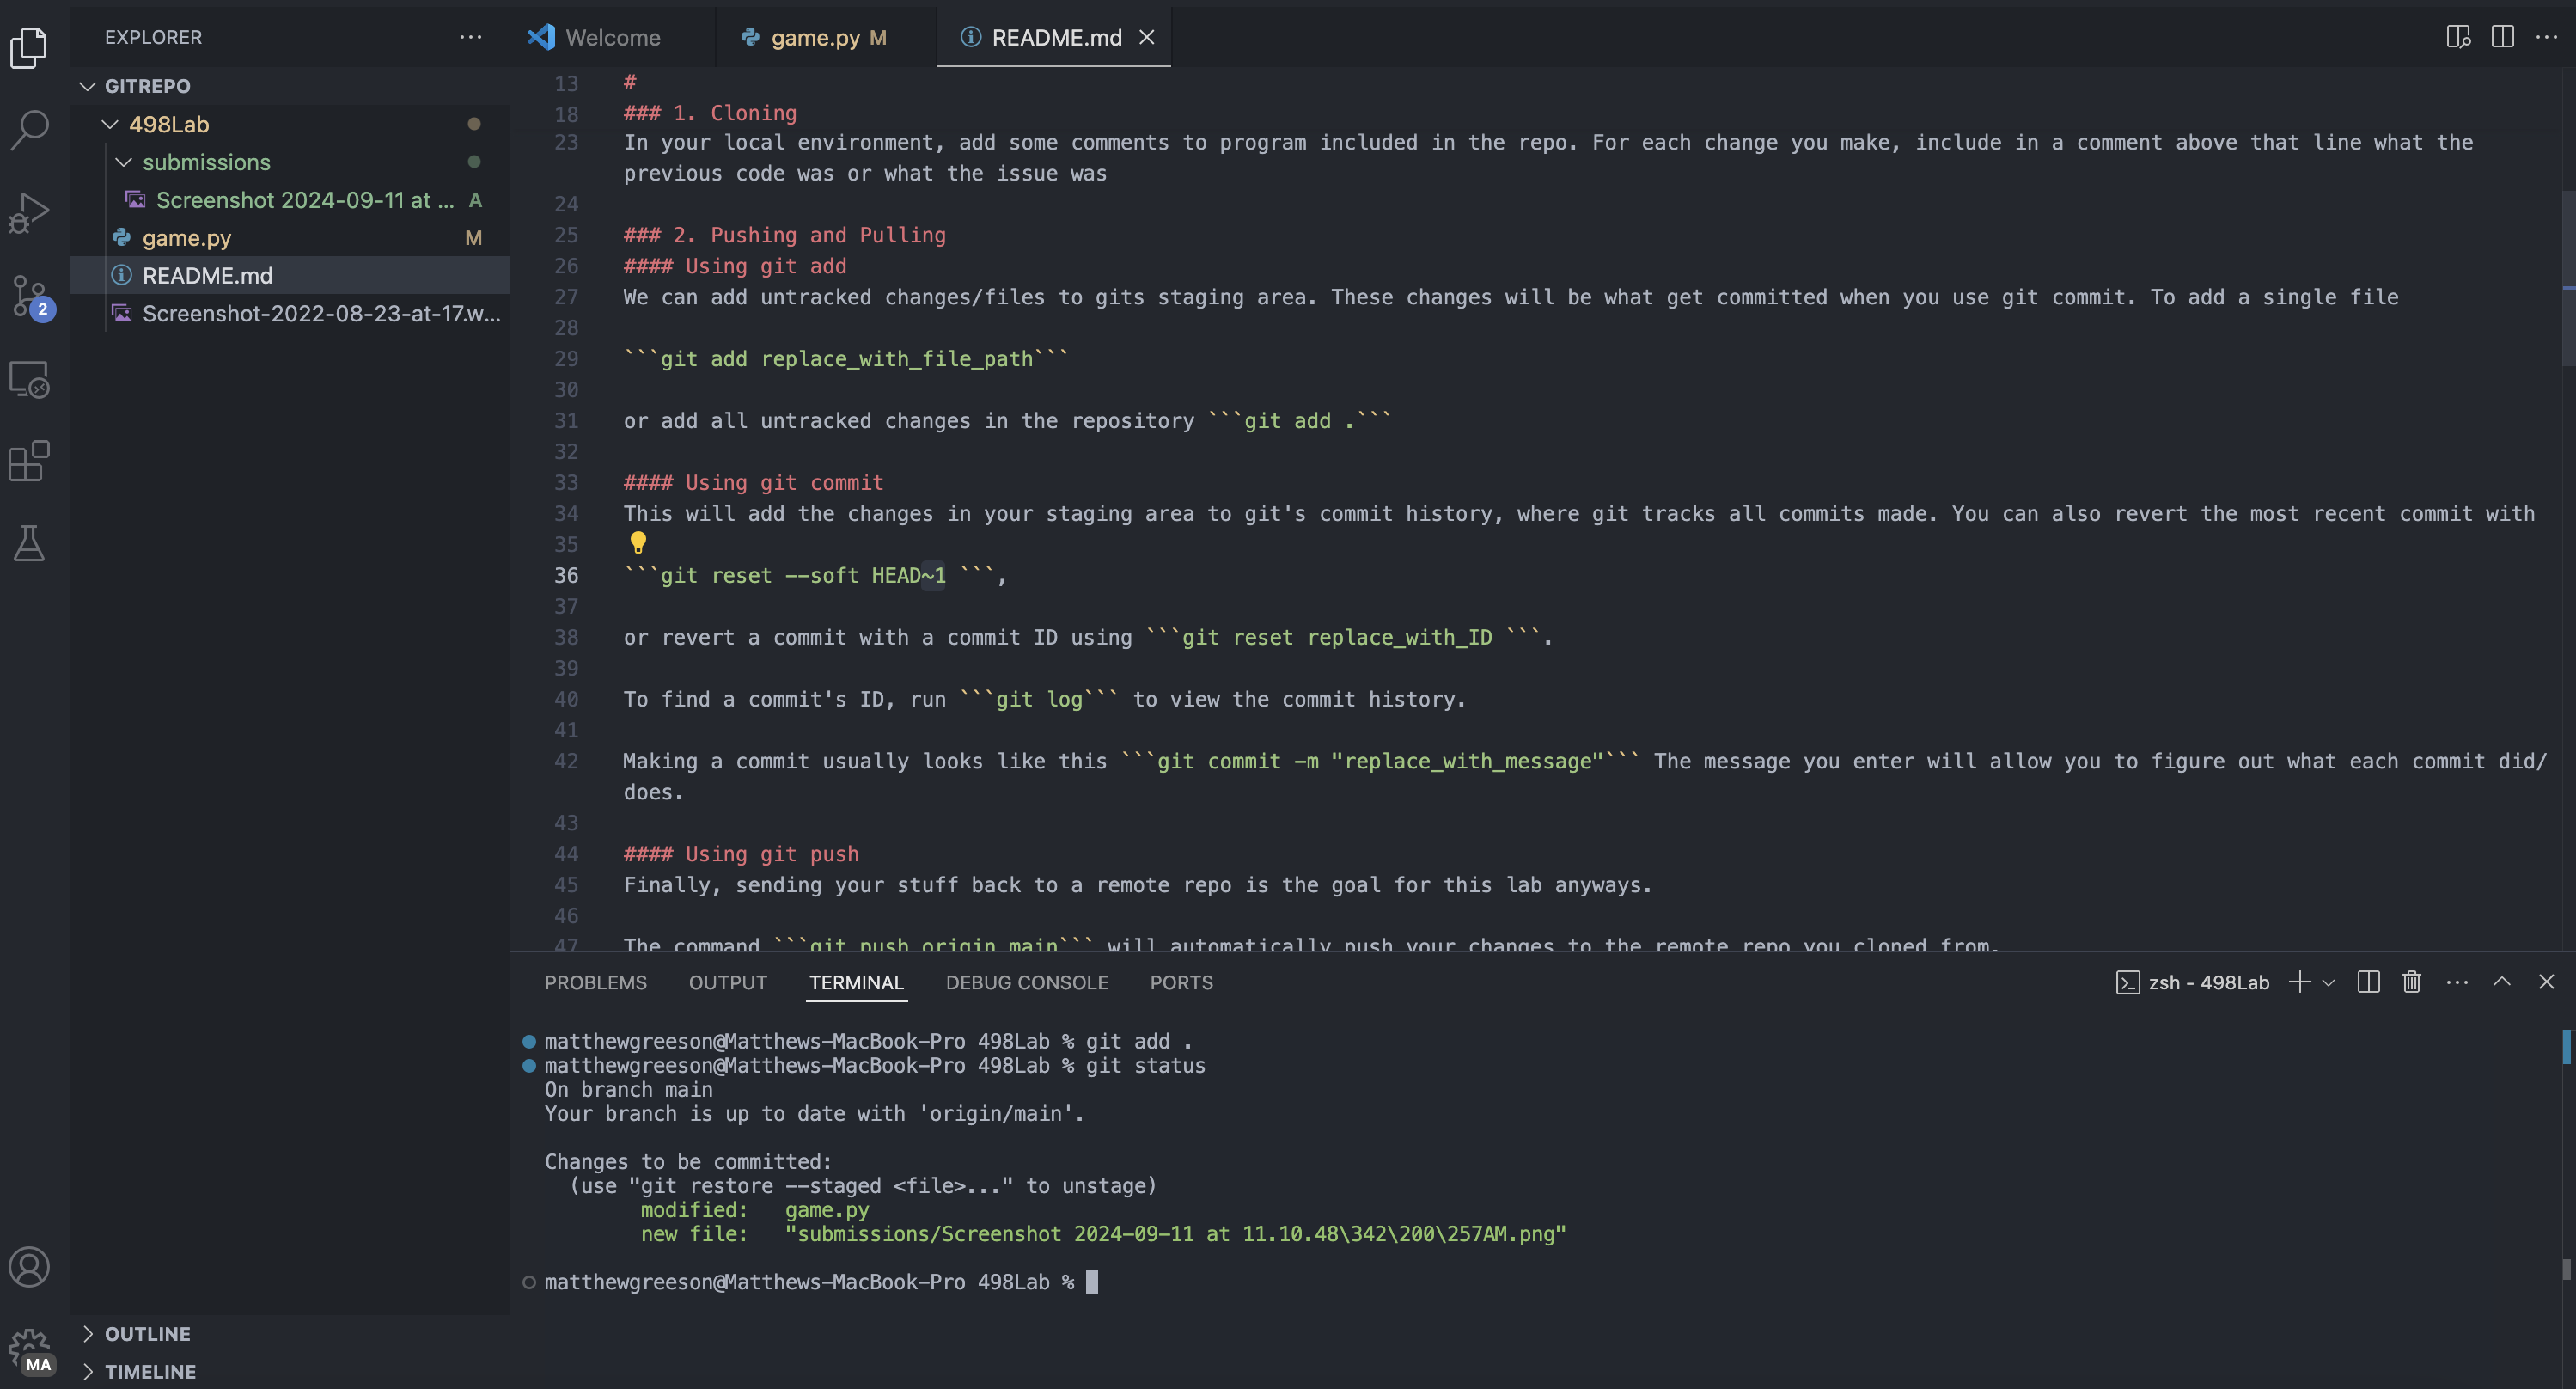 EXPLORER
GITREPO
498Lab
submissions
Screenshot 2024-09-11 at ... A
game.py M
README.md
Screenshot-2022-08-23-at-17.w...
2
MA
OUTLINE
TIMELINE
Welcome
game.py M
README.md
13 #
18 ### 1. Cloning
23 In your local environment, add some comments to program included in the repo. For each change you make, include in a comment above that line what the
previous code was or what the issue was
24
25 ### 2. Pushing and Pulling
26 #### Using git add
27 We can add untracked changes/files to gits staging area. These changes will be what get committed when you use git commit. To add a single file
28
29 ```git add replace_with_file_path```
30
31 or add all untracked changes in the repository ```git add .```
32
33 #### Using git commit
34 This will add the changes in your staging area to git's commit history, where git tracks all commits made. You can also revert the most recent commit with
35
36 ```git reset --soft HEAD~1 ```,
37
38 or revert a commit with a commit ID using ```git reset replace_with_ID ```.
39
40 To find a commit's ID, run ```git log``` to view the commit history.
41
42 Making a commit usually looks like this ```git commit -m "replace_with_message"``` The message you enter will allow you to figure out what each commit did/
does.
43
44 #### Using git push
45 Finally, sending your stuff back to a remote repo is the goal for this lab anyways.
46
47 The command ```git push origin main``` will automatically push your changes to the remote repo you cloned from.
PROBLEMS OUTPUT TERMINAL DEBUG CONSOLE PORTS
zsh - 498Lab
matthewgreeson@Matthews-MacBook-Pro 498Lab % git add .
matthewgreeson@Matthews-MacBook-Pro 498Lab % git status
On branch main
Your branch is up to date with 'origin/main'.
Changes to be committed:
(use "git restore --staged <file>..." to unstage)
modified: game.py
new file: "submissions/Screenshot 2024-09-11 at 11.10.48\342\200\257AM.png"
matthewgreeson@Matthews-MacBook-Pro 498Lab %